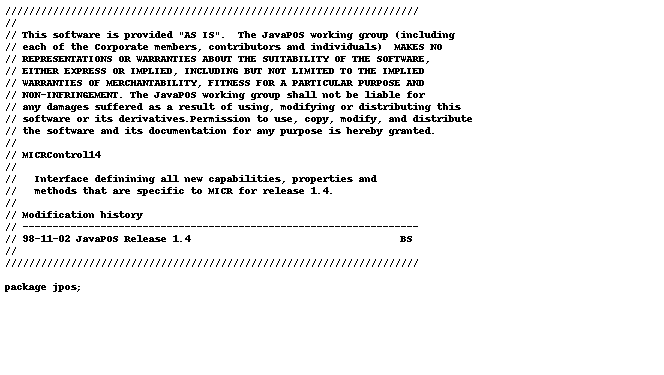 //////////////////////////////////////////////////////////////////////
//
// This software is provided "AS IS".  The JavaPOS working group (including
// each of the Corporate members, contributors and individuals)  MAKES NO
// REPRESENTATIONS OR WARRANTIES ABOUT THE SUITABILITY OF THE SOFTWARE,
// EITHER EXPRESS OR IMPLIED, INCLUDING BUT NOT LIMITED TO THE IMPLIED
// WARRANTIES OF MERCHANTABILITY, FITNESS FOR A PARTICULAR PURPOSE AND
// NON-INFRINGEMENT. The JavaPOS working group shall not be liable for
// any damages suffered as a result of using, modifying or distributing this
// software or its derivatives.Permission to use, copy, modify, and distribute
// the software and its documentation for any purpose is hereby granted.
//
// MICRControl14
//
//   Interface definining all new capabilities, properties and
//   methods that are specific to MICR for release 1.4.
//
// Modification history
// ------------------------------------------------------------------
// 98-11-02 JavaPOS Release 1.4                                   BS
//
//////////////////////////////////////////////////////////////////////
package jpos;